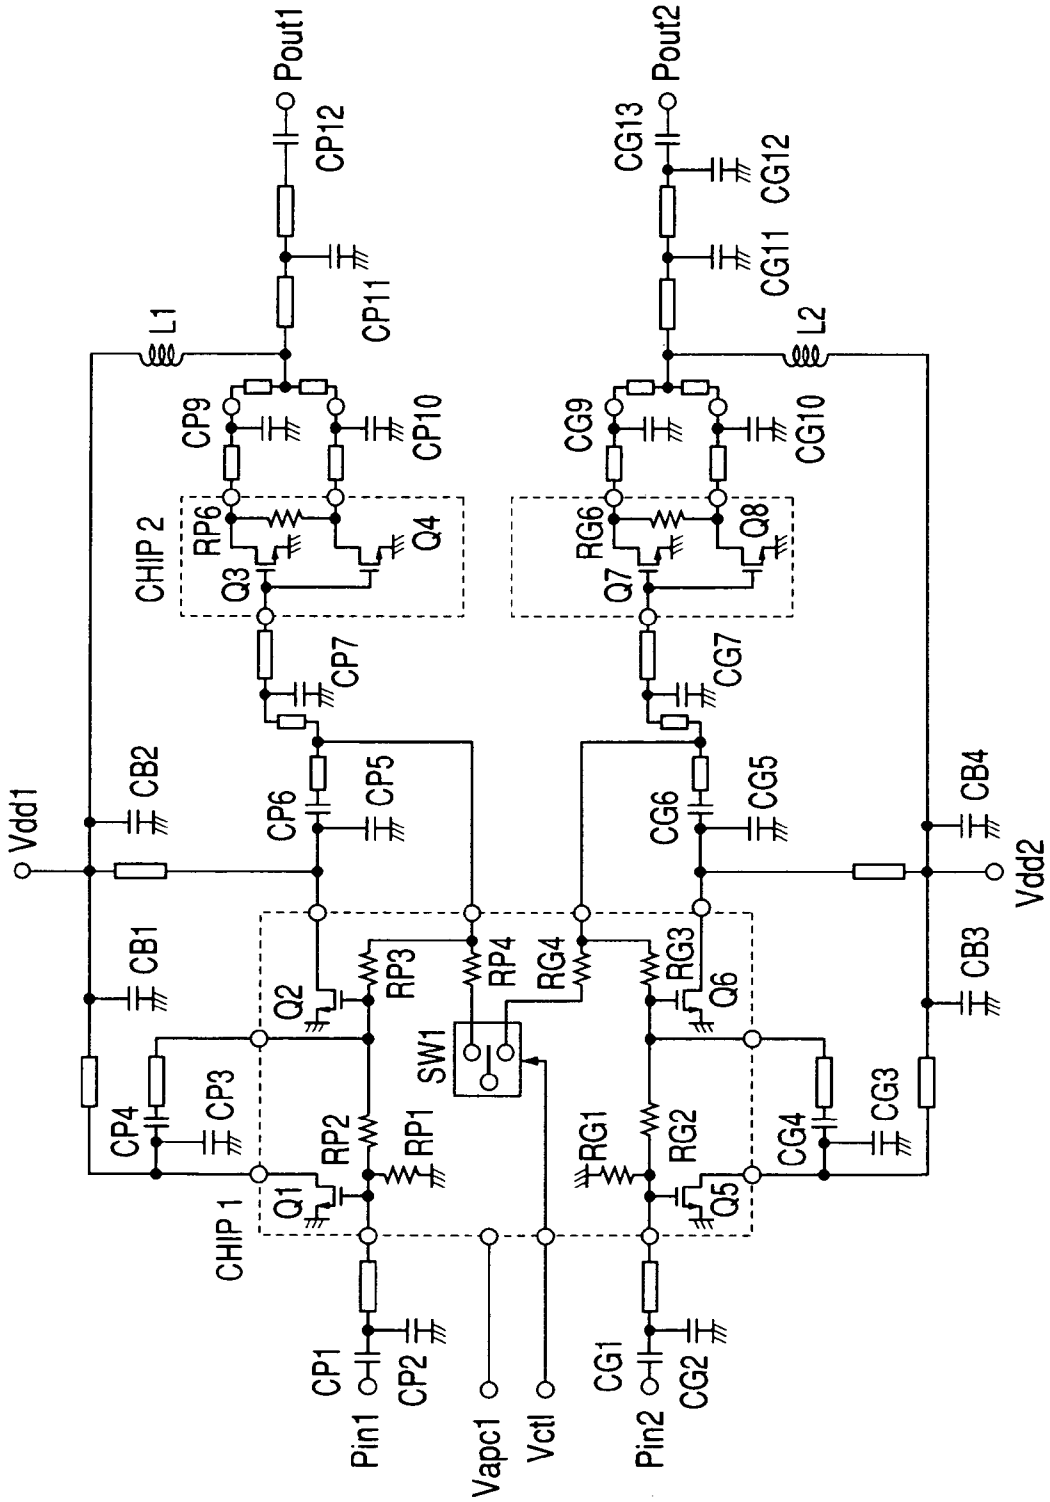 Pin1
CP1
CP2
Vapc1
Vctl
Pin2
CG1
CG2
CHIP 1
Q1
RP2
RP1
CP4
CP3
CB1
Q2
RP3
RP4
SW1
RG4
RG3
RG1
RG2
Q5
Q6
CG4
CG3
CB3
Vdd1
CB2
CP6
CP5
CP7
CG6
CG5
CG7
Vdd2
CB4
CHIP 2
Q3
RP6
Q4
CP9
CP10
L1
CP11
CP12
Pout1
Q7
RG6
Q8
CG9
CG10
L2
CG11
CG12
CG13
Pout2